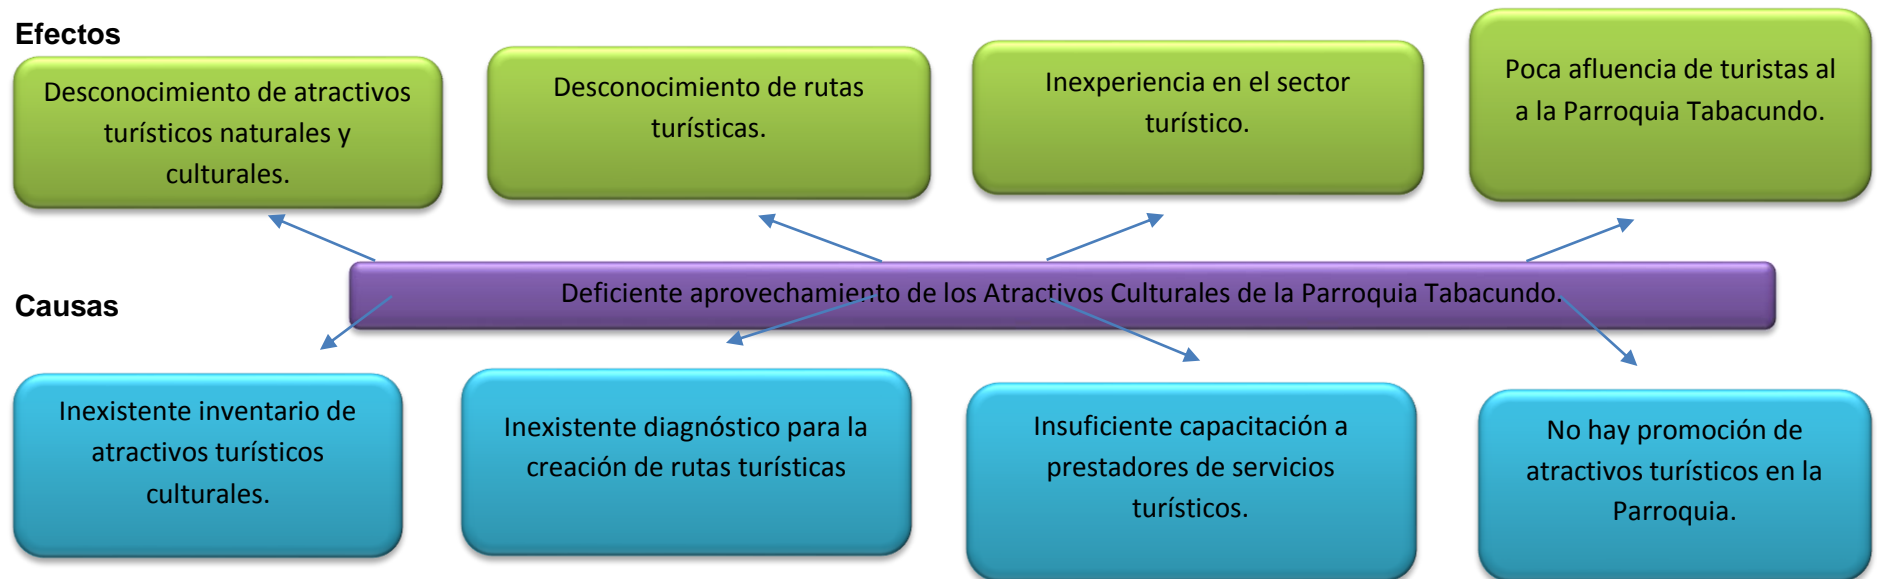 Efectos
Desconocimiento de atractivos
turísticos naturales y
culturales.
Desconocimiento de rutas
turísticas.
Inexperiencia en el sector
turístico.
Poca afluencia de turistas al
a la Parroquia Tabacundo.
Deficiente aprovechamiento de los Atractivos Culturales de la Parroquia Tabacundo.
Causas
Inexistente inventario de
atractivos turísticos
culturales.
Inexistente diagnóstico para la
creación de rutas turísticas
Insuficiente capacitación a
prestadores de servicios
turísticos.
No hay promoción de
atractivos turísticos en la
Parroquia.